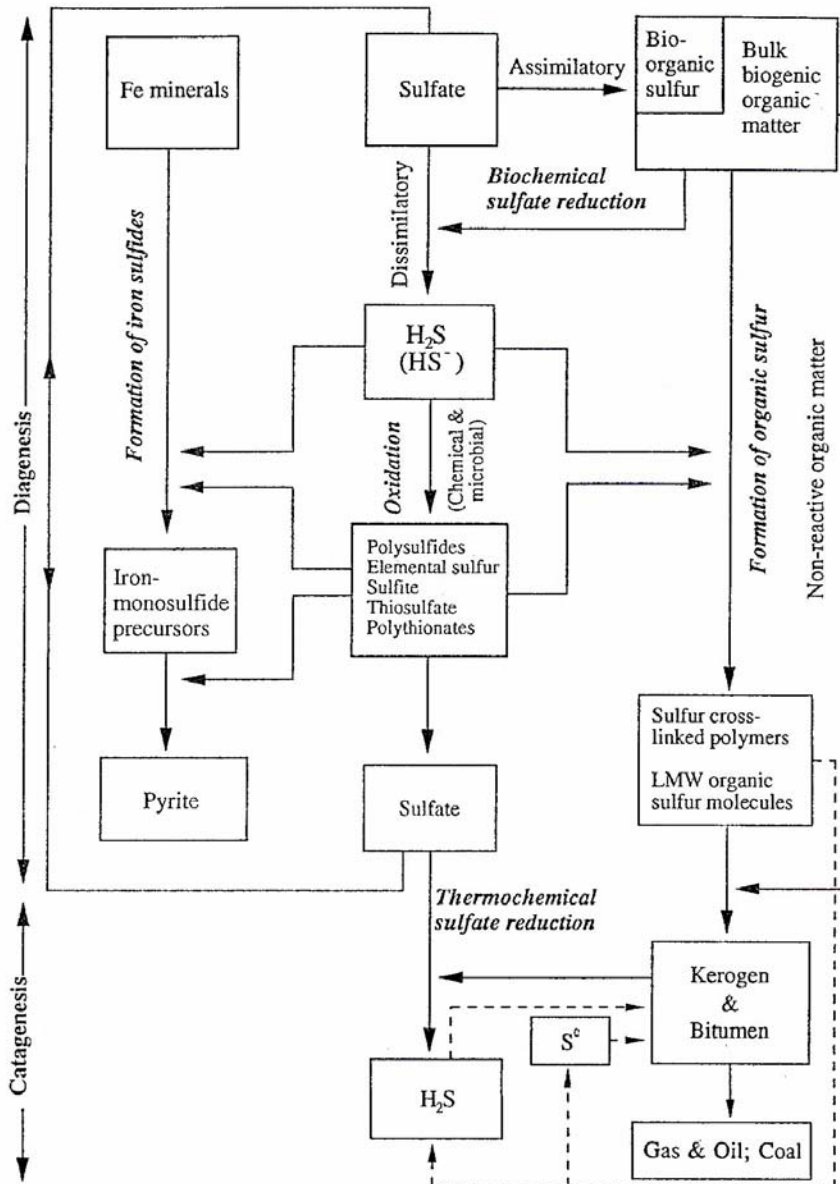 Fe minerals
Sulfate
Assimilatory
Bio-
organic
sulfur
Bulk
biogenic
organic
matter
Biochemical
sulfate reduction
Dissimilatory
Formation of iron sulfides
H₂S
(HS⁻)
Oxidation
(Chemical &
microbial)
Formation of organic sulfur
Non-reactive organic matter
Diagenesis
Iron-
monosulfide
precursors
Polysulfides
Elemental sulfur
Sulfite
Thiosulfate
Polythionates
Sulfur cross-
linked polymers
LMW organic
sulfur molecules
Pyrite
Sulfate
Thermochemical
sulfate reduction
Catagenesis
Kerogen
&
Bitumen
S°
H₂S
Gas & Oil; Coal